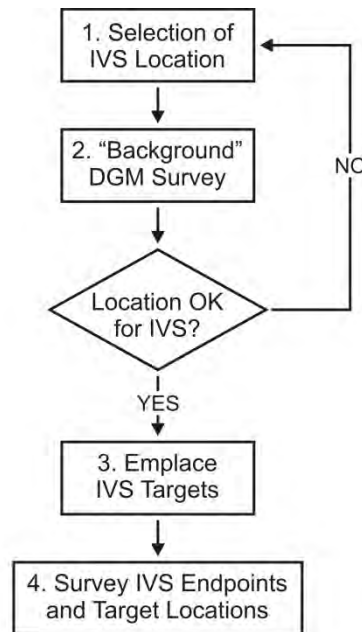 1. Selection of
IVS Location
2. “Background”
DGM Survey
NO
Location OK
for IVS?
YES
3. Emplace
IVS Targets
4. Survey IVS Endpoints
and Target Locations